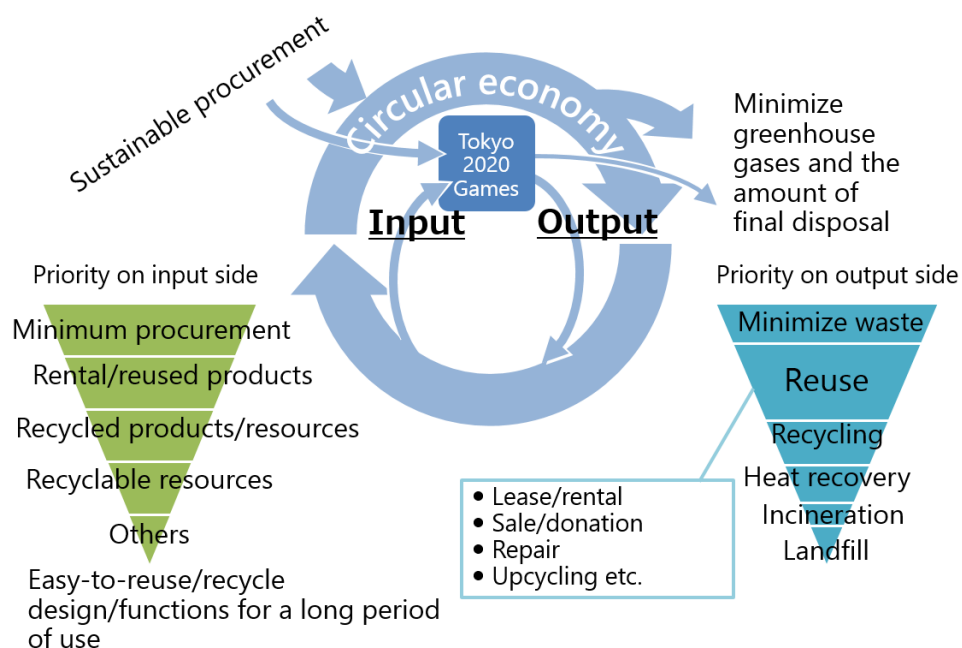 Sustainable procurement
Circular economy
Tokyo
2020
Games
Input
Output
Minimize
greenhouse
gases and the
amount of
final disposal
Priority on input side
Minimum procurement
Rental/reused products
Recycled products/resources
Recyclable resources
Others
Easy-to-reuse/recycle
design/functions for a long period
of use
Priority on output side
Minimize waste
Reuse
Recycling
Heat recovery
Incineration
Landfill
• Lease/rental
• Sale/donation
• Repair
• Upcycling etc.